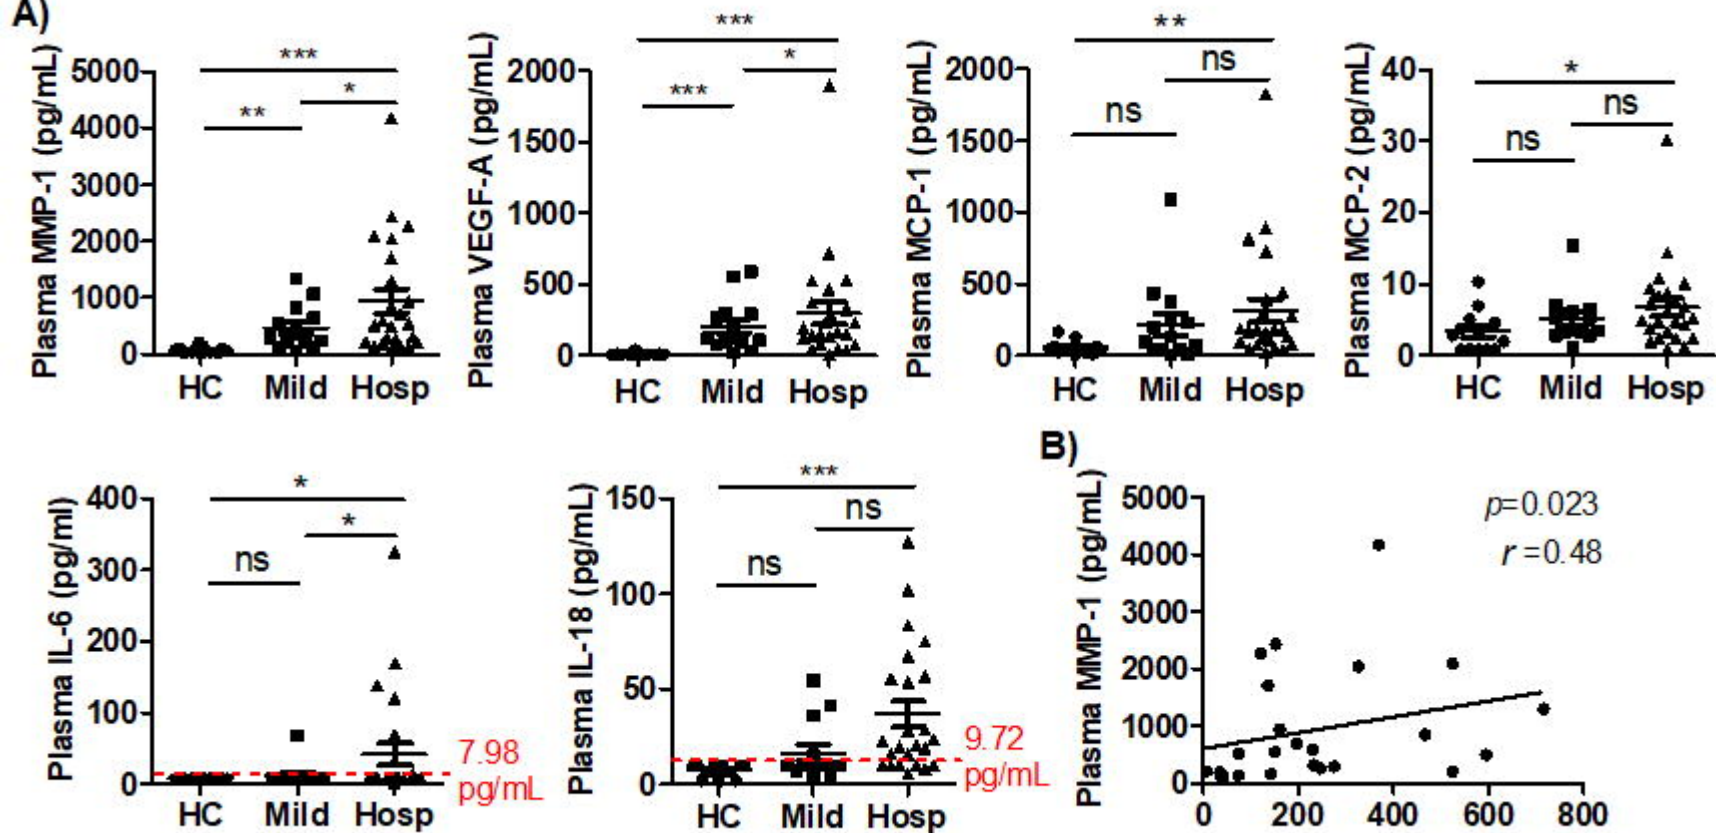 A)
Plasma MMP-1 (pg/mL)
5000
4000
3000
2000
1000
0
***
**
*
HC Mild Hosp
Plasma VEGF-A (pg/mL)
2000
1500
1000
500
0
***
***
*
HC Mild Hosp
Plasma MCP-1 (pg/mL)
2000
1500
1000
500
0
**
ns
ns
HC Mild Hosp
Plasma MCP-2 (pg/mL)
40
30
20
10
0
*
ns
ns
HC Mild Hosp
Plasma IL-6 (pg/ml)
400
300
200
100
0
*
*
ns
7.98
pg/mL
HC Mild Hosp
Plasma IL-18 (pg/mL)
150
100
50
0
***
ns
ns
9.72
pg/mL
HC Mild Hosp
B)
Plasma MMP-1 (pg/mL)
5000
4000
3000
2000
1000
0
p=0.023
r =0.48
0 200 400 600 800